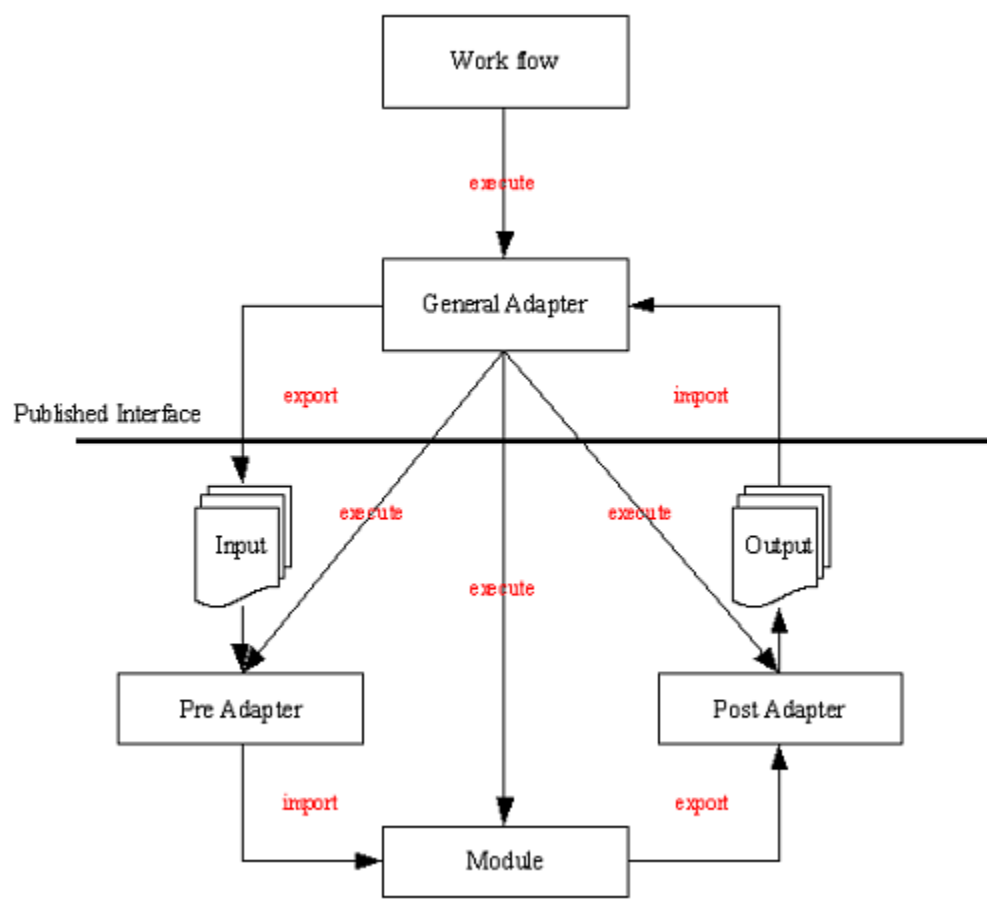 Work flow
execute
General Adapter
export
import
Published Interface
execute
execute
Input
Output
execute
Pre Adapter
Post Adapter
import
export
Module